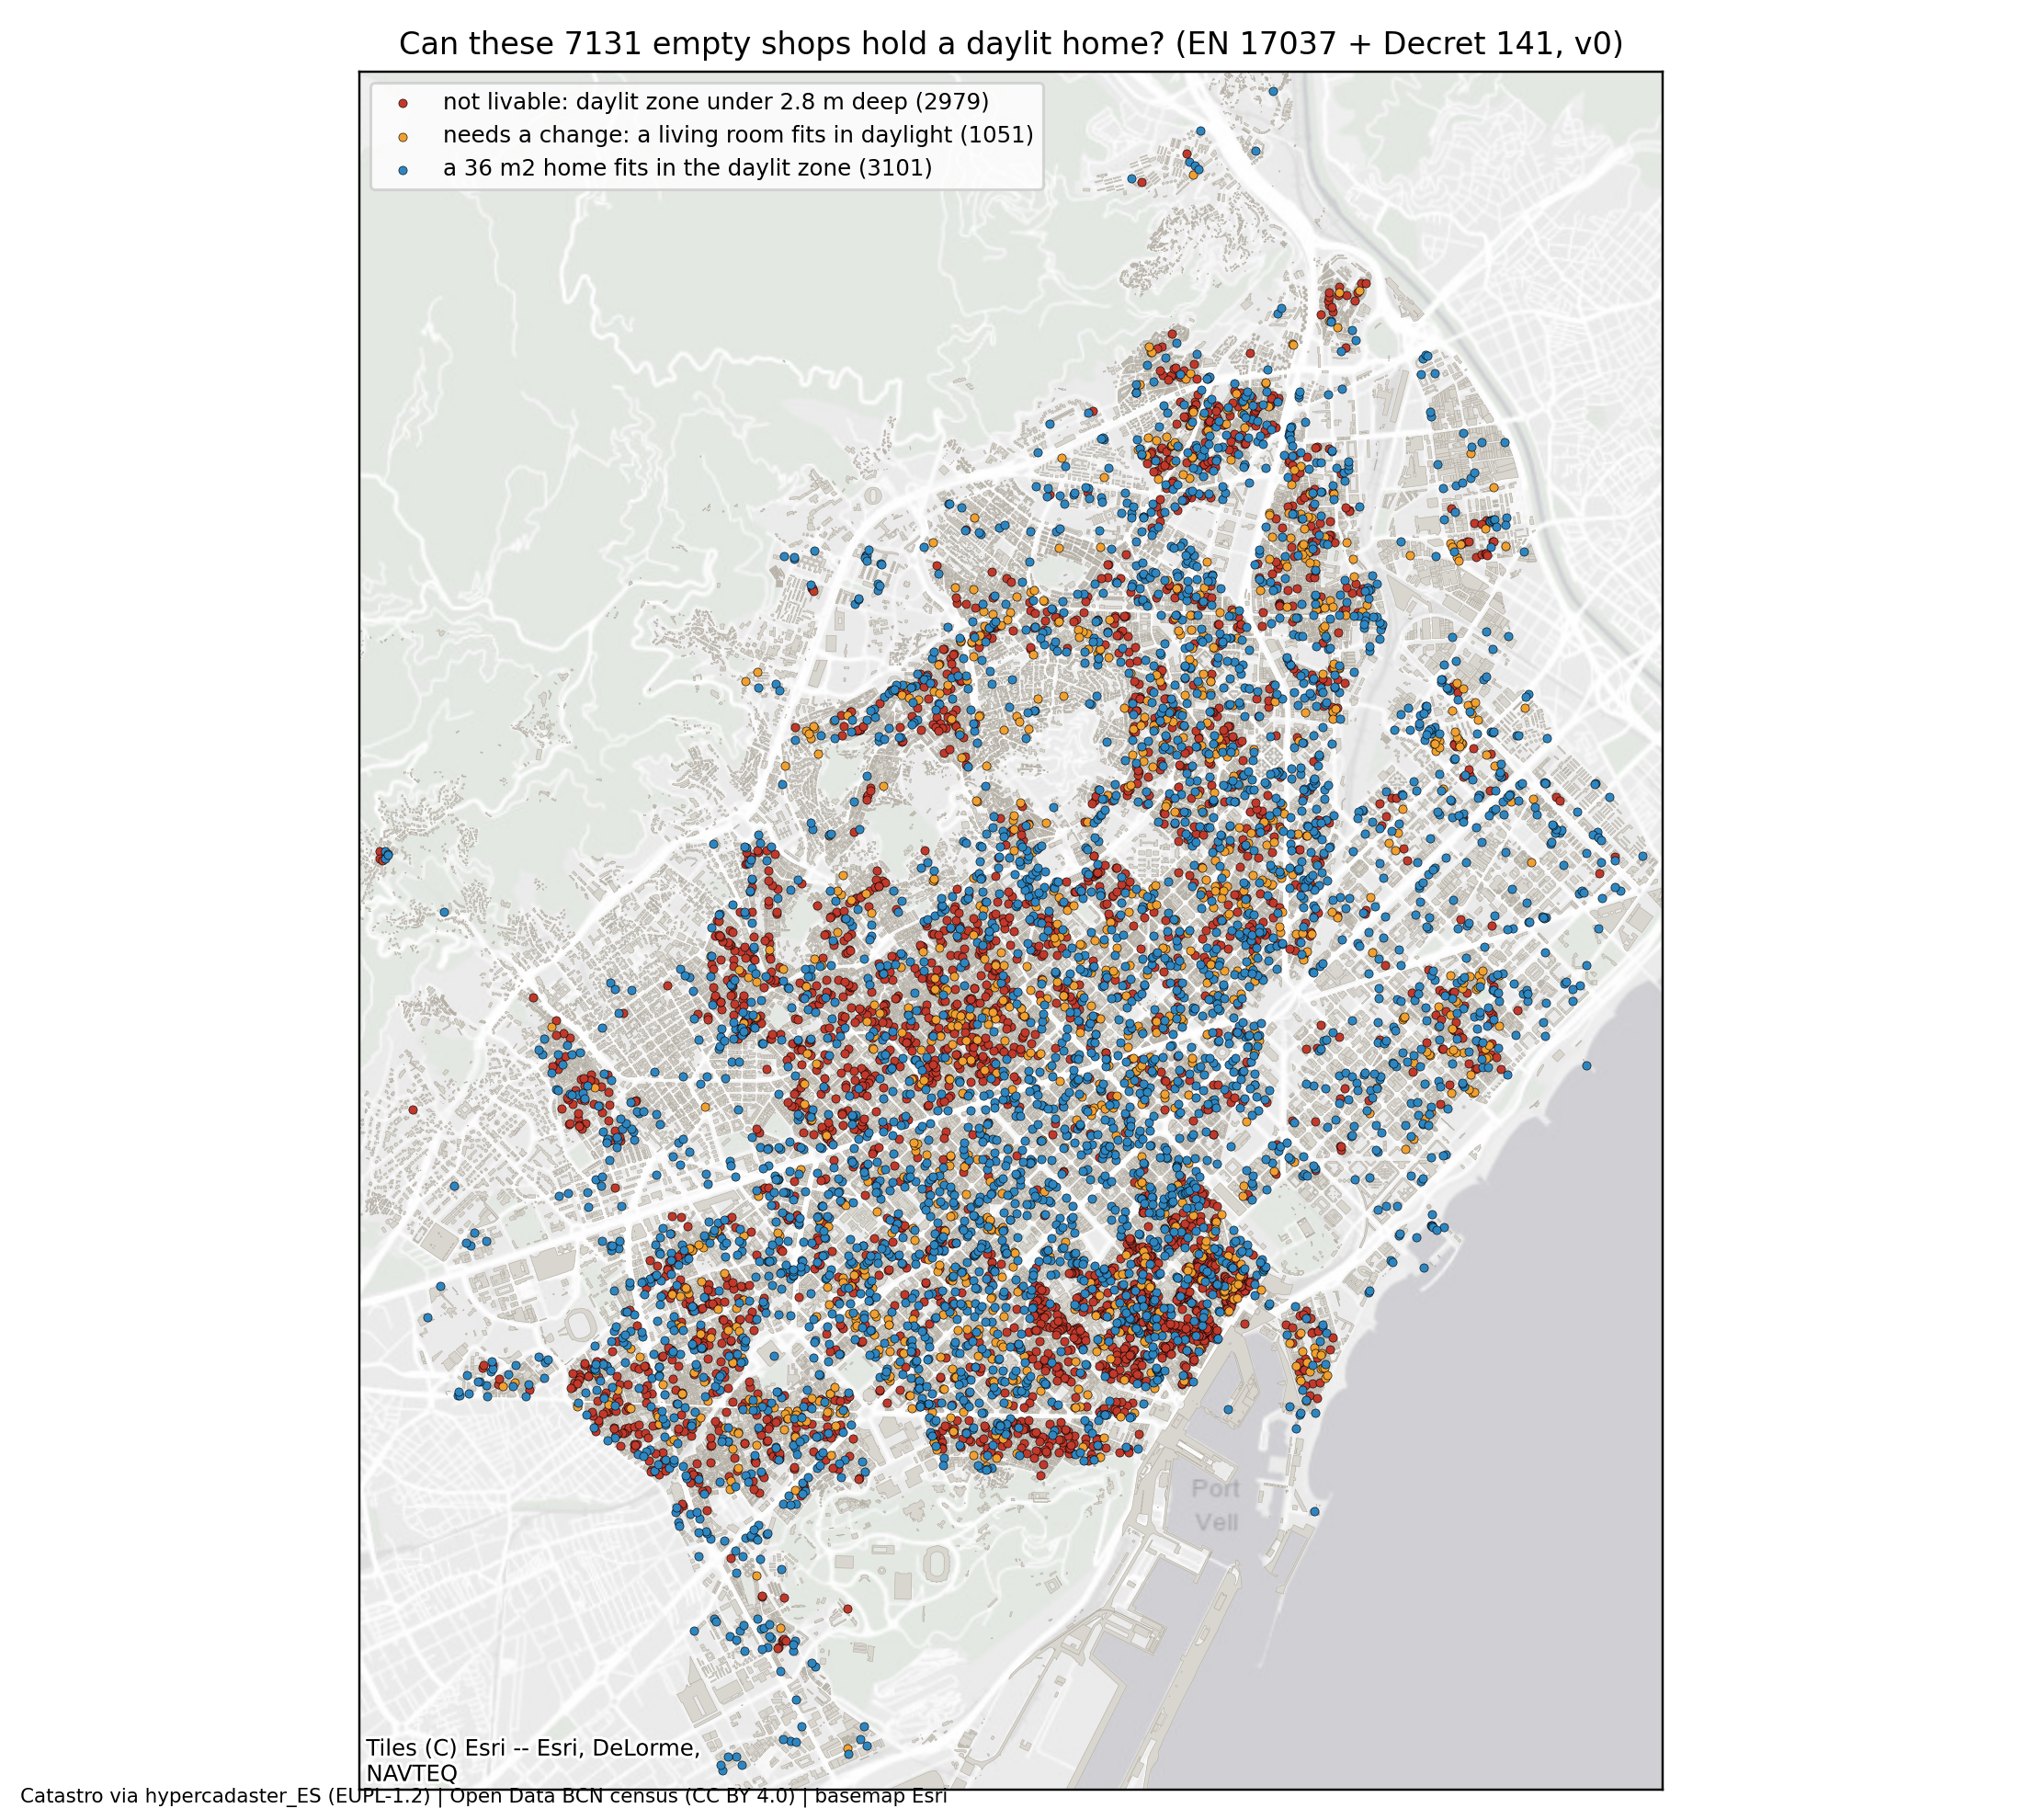 Can these 7131 empty shops hold a daylit home? (EN 17037 + Decret 141, v0)
not livable: daylit zone under 2.8 m deep (2979)
needs a change: a living room fits in daylight (1051)
a 36 m2 home fits in the daylit zone (3101)
Port
Vell
Tiles (C) Esri -- Esri, DeLorme,
NAVTEQ
Catastro via hypercadaster_ES (EUPL-1.2) | Open Data BCN census (CC BY 4.0) | basemap Esri